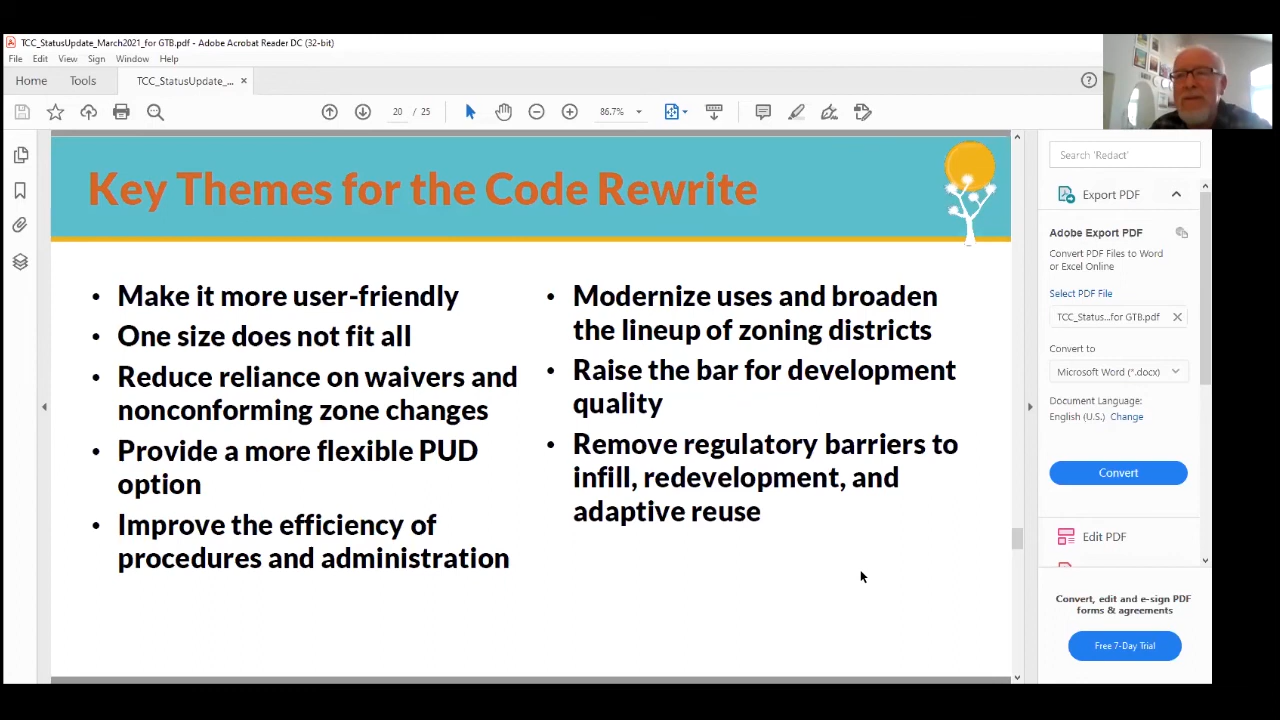 TCC_StatusUpdate_March2021_for GTB.pdf - Adobe Acrobat Reader DC (32-bit)
File Edit View Sign Window Help
Home Tools TCC_StatusUpdate_... ×
20 / 25 86.7%
Key Themes for the Code Rewrite
• Make it more user-friendly
• One size does not fit all
• Reduce reliance on waivers and
nonconforming zone changes
• Provide a more flexible PUD
option
• Improve the efficiency of
procedures and administration
• Modernize uses and broaden
the lineup of zoning districts
• Raise the bar for development
quality
• Remove regulatory barriers to
infill, redevelopment, and
adaptive reuse
Search 'Redact'
Export PDF
Adobe Export PDF
Convert PDF Files to Word
or Excel Online
Select PDF File
TCC_Status...for GTB.pdf ×
Convert to
Microsoft Word (*.docx)
Document Language:
English (U.S.) Change
Convert
Edit PDF
Convert, edit and e-sign PDF
forms & agreements
Free 7-Day Trial